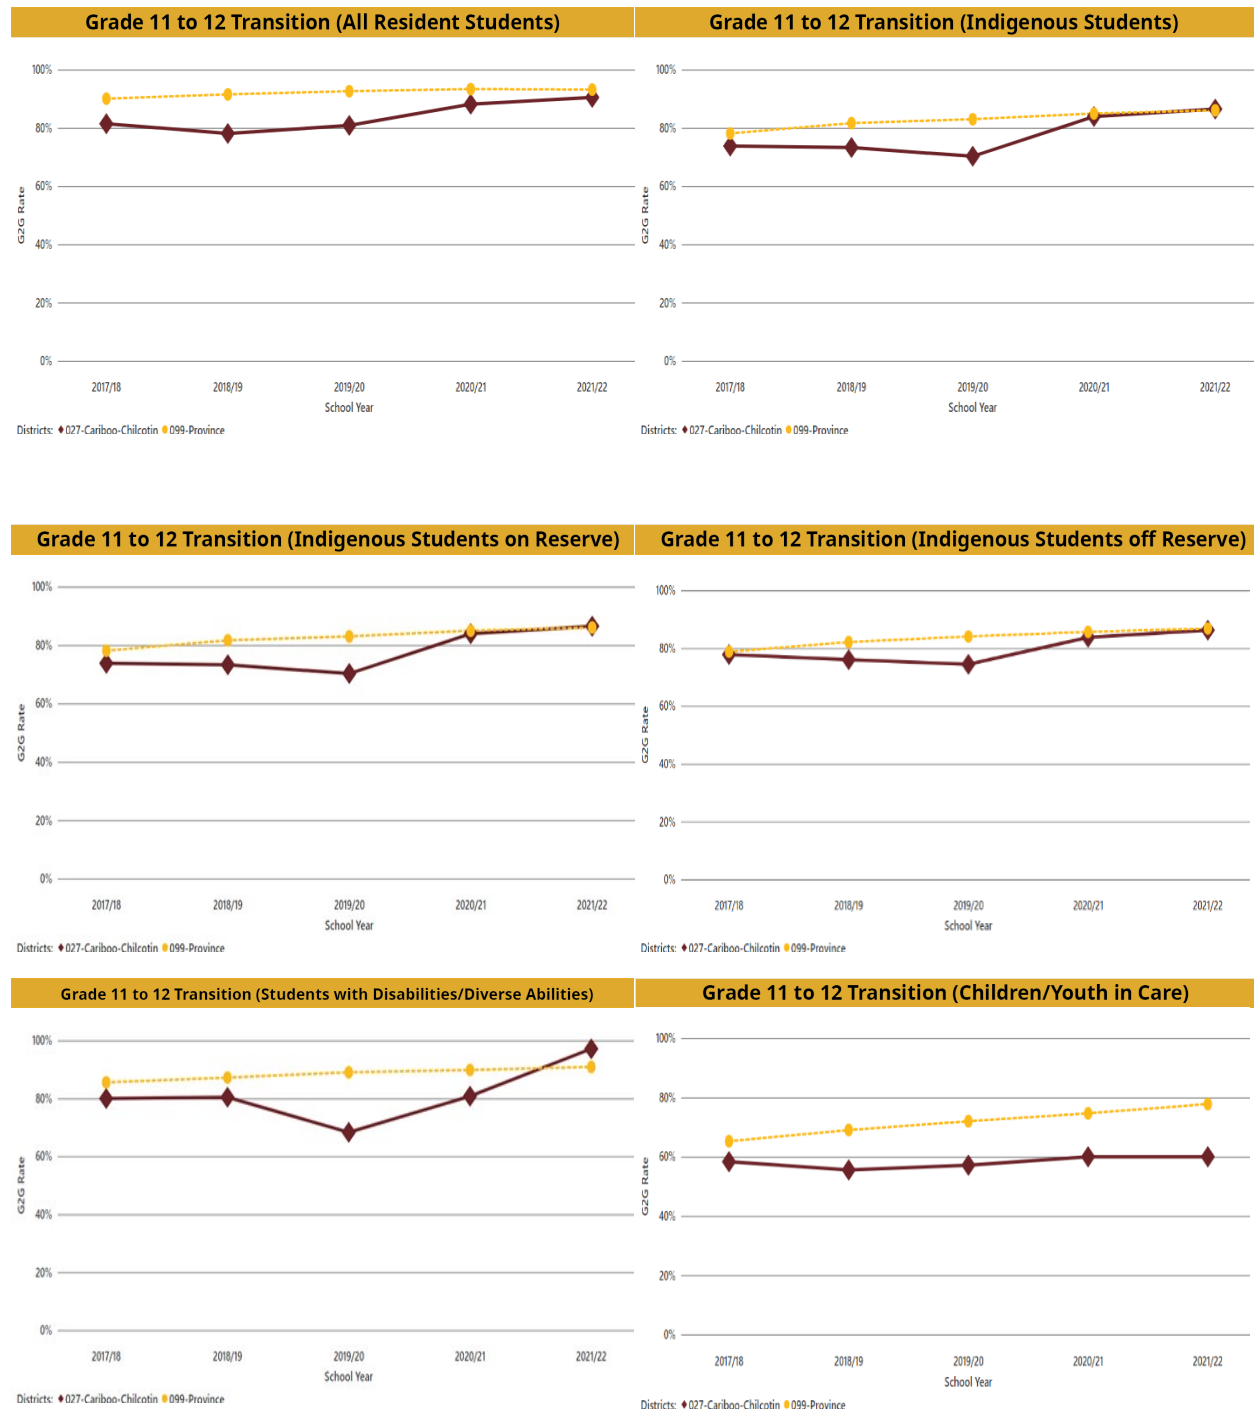 Grade 11 to 12 Transition (All Resident Students)
100%
80%
60%
40%
20%
0%
G2G Rate
2017/18 2018/19 2019/20 2020/21 2021/22
School Year
Districts: 027-Cariboo-Chilcotin 099-Province
Grade 11 to 12 Transition (Indigenous Students)
100%
80%
60%
40%
20%
0%
G2G Rate
2017/18 2018/19 2019/20 2020/21 2021/22
School Year
Districts: 027-Cariboo-Chilcotin 099-Province
Grade 11 to 12 Transition (Indigenous Students on Reserve)
100%
80%
60%
40%
20%
0%
G2G Rate
2017/18 2018/19 2019/20 2020/21 2021/22
School Year
Districts: 027-Cariboo-Chilcotin 099-Province
Grade 11 to 12 Transition (Indigenous Students off Reserve)
100%
80%
60%
40%
20%
0%
G2G Rate
2017/18 2018/19 2019/20 2020/21 2021/22
School Year
Districts: 027-Cariboo-Chilcotin 099-Province
Grade 11 to 12 Transition (Students with Disabilities/Diverse Abilities)
100%
80%
60%
40%
20%
0%
G2G Rate
2017/18 2018/19 2019/20 2020/21 2021/22
School Year
Districts: 027-Cariboo-Chilcotin 099-Province
Grade 11 to 12 Transition (Children/Youth in Care)
100%
80%
60%
40%
20%
0%
G2G Rate
2017/18 2018/19 2019/20 2020/21 2021/22
School Year
Districts: 027-Cariboo-Chilcotin 099-Province